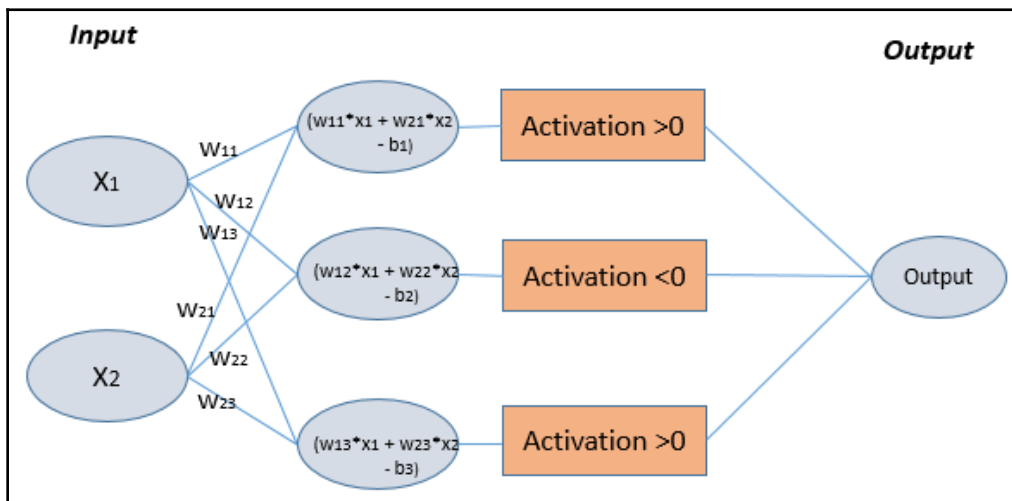 Input
Output
(w11*x1 + w21*x2
- b1)
Activation >0
W11
X1
W12
W13
(w12*x1 + w22*x2
- b2)
Activation <0
Output
W21
W22
X2
W23
(w13*x1 + w23*x2
- b3)
Activation >0